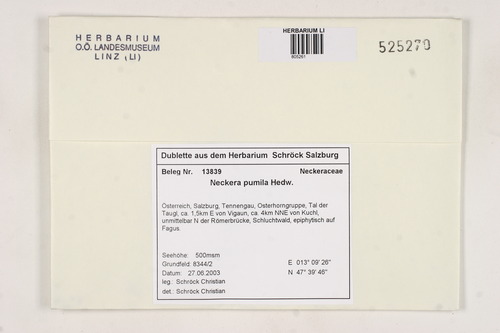 HERBARIUM
O.Ö. LANDESMUSEUM
LINZ (LI)
HERBARIUM LI
525270
Dublette aus dem Herbarium Schröck Salzburg
Beleg Nr. 13839 Neckeraceae
Neckera pumila Hedw.
Österreich, Salzburg, Tennengau, Osterhorngruppe, Tal der
Taugl, ca. 1,5km E von Vigaun, ca. 4km NNE von Kuchl,
unmittelbar N der Römerbrücke, Schluchtwald, epiphytisch auf
Fagus.
Seehöhe: 500msm
Grundfeld: 8344/2 E 013° 09' 26"
Datum: 27.06.2003 N 47° 39' 46"
leg.: Schröck Christian
det.: Schröck Christian